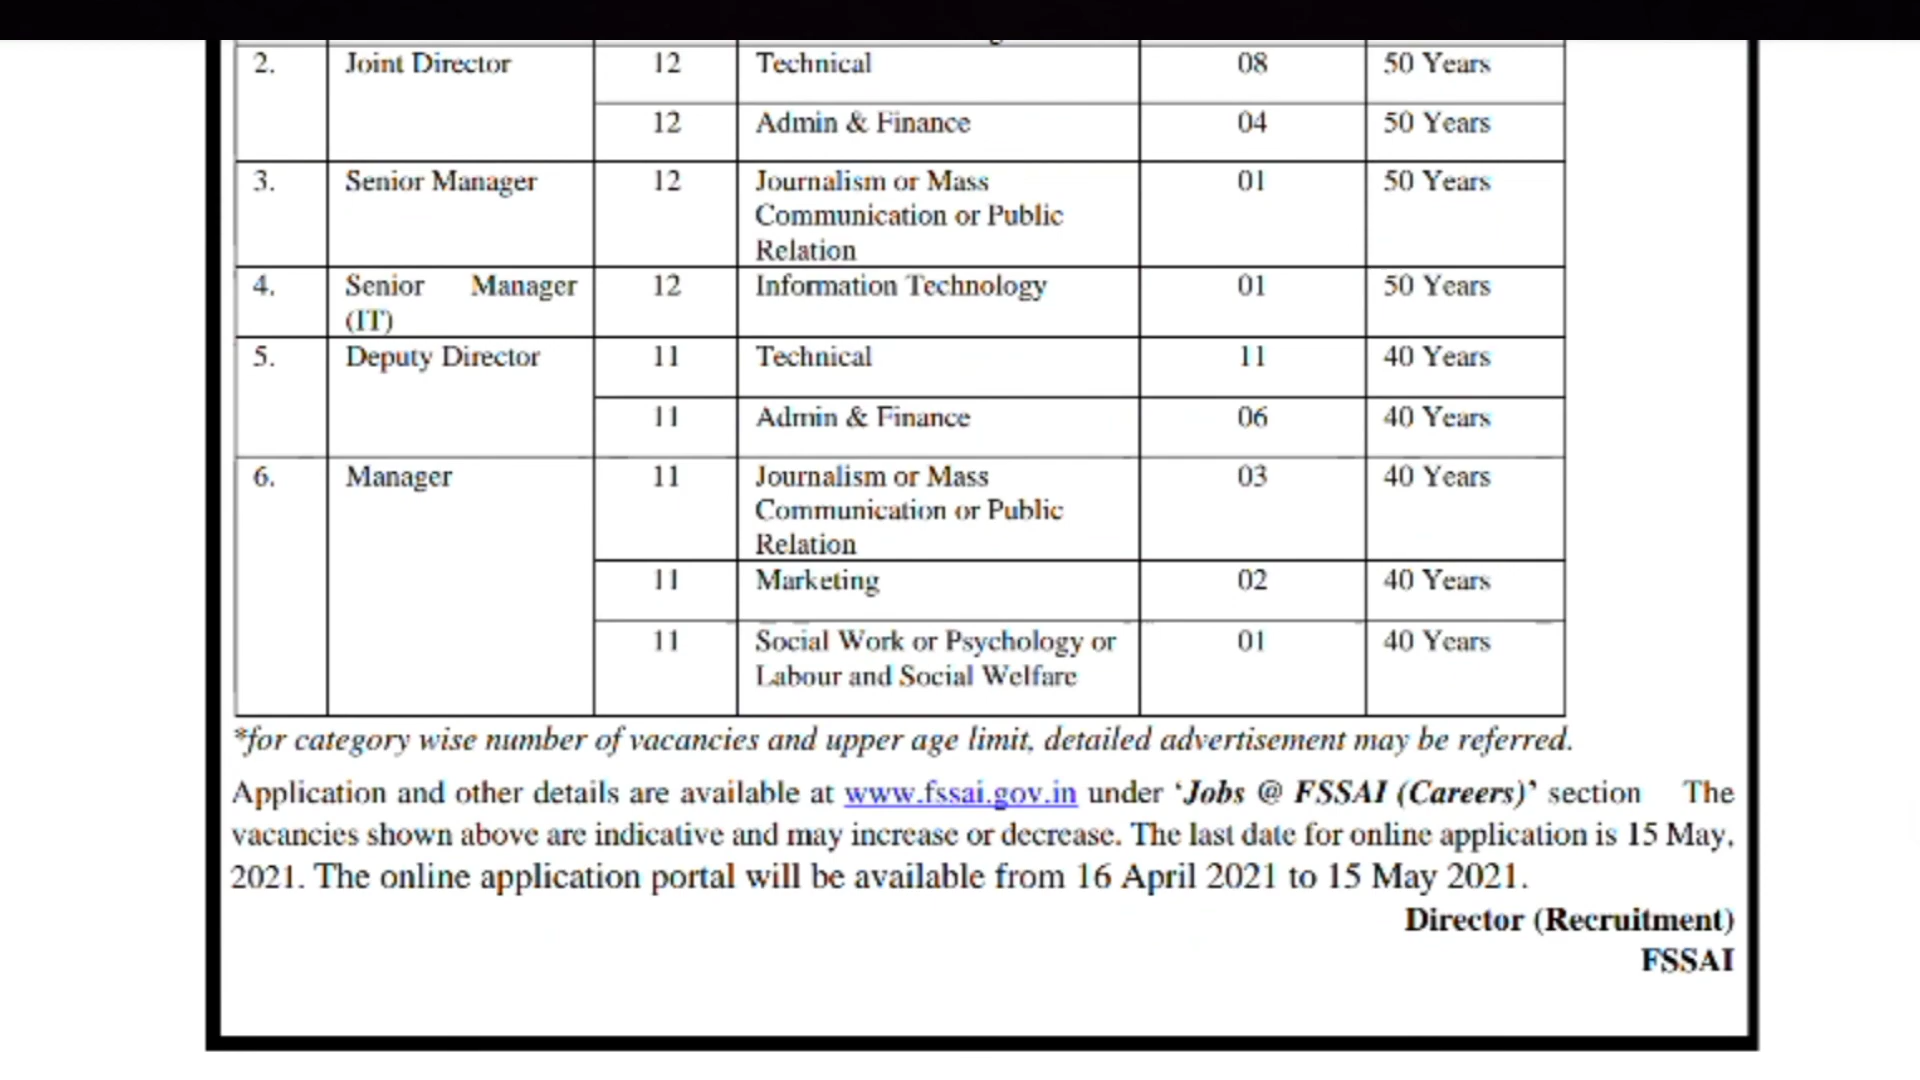 2. Joint Director 12 Technical 08 50 Years
12 Admin & Finance 04 50 Years
3. Senior Manager 12 Journalism or Mass 01 50 Years
Communication or Public
Relation
4. Senior Manager 12 Information Technology 01 50 Years
(IT)
5. Deputy Director 11 Technical 11 40 Years
11 Admin & Finance 06 40 Years
6. Manager 11 Journalism or Mass 03 40 Years
Communication or Public
Relation
11 Marketing 02 40 Years
11 Social Work or Psychology or 01 40 Years
Labour and Social Welfare
*for category wise number of vacancies and upper age limit, detailed advertisement may be referred.
Application and other details are available at www.fssai.gov.in under ‘Jobs @ FSSAI (Careers)’ section The
vacancies shown above are indicative and may increase or decrease. The last date for online application is 15 May,
2021. The online application portal will be available from 16 April 2021 to 15 May 2021.
Director (Recruitment)
FSSAI